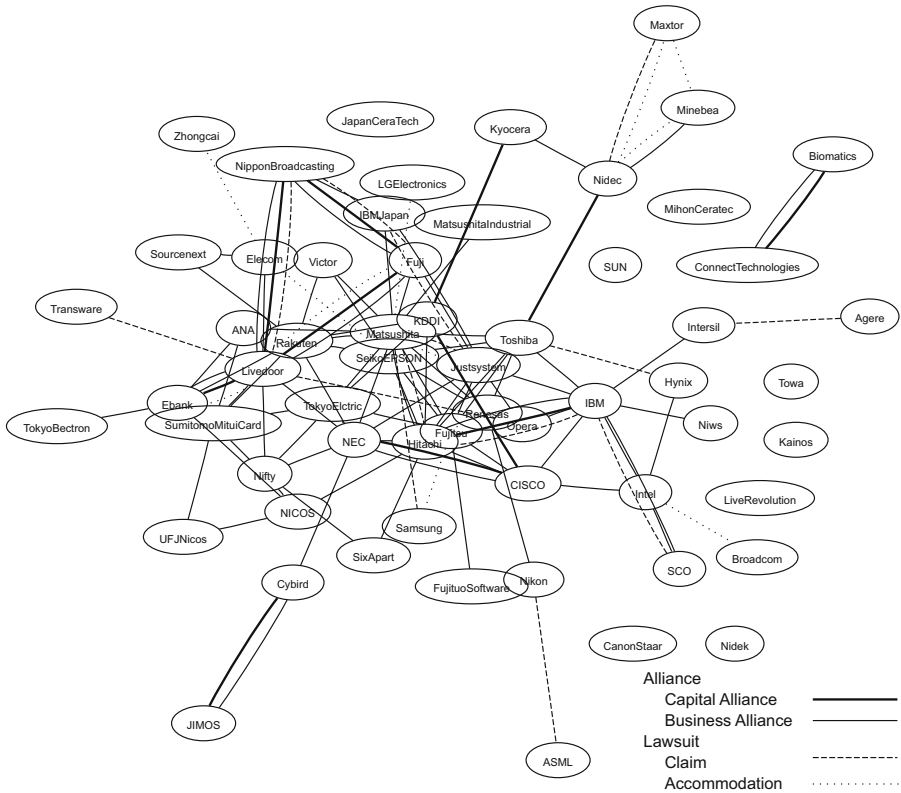 Maxtor
Minebea
JapanCeraTech
Kyocera
Zhongcai
Biomatics
NipponBroadcasting
Nidec
LGElectronics
MihonCeratec
IBMJapan
MatsushitaIndustrial
Sourcenext
Elecom
Victor
Fuji
SUN
ConnectTechnologies
Transware
ANA
Rakuten
Matsushita
KDDI
Toshiba
Intersil
Agere
SeikoEPSON
Livedoor
Justsystem
Hynix
Towa
Ebank
TokyoElctric
IBM
TokyoBectron
SumitomoMituiCard
Renesas
Opera
Niws
NEC
Hitachi
Fujitsu
Kainos
Nifty
CISCO
Intel
LiveRevolution
NICOS
Samsung
UFJNicos
SixApart
Broadcom
Cybird
FujituoSoftware
Nikon
SCO
CanonStaar
Nidek
JIMOS
ASML
Alliance
Capital Alliance
Business Alliance
Lawsuit
Claim
Accommodation